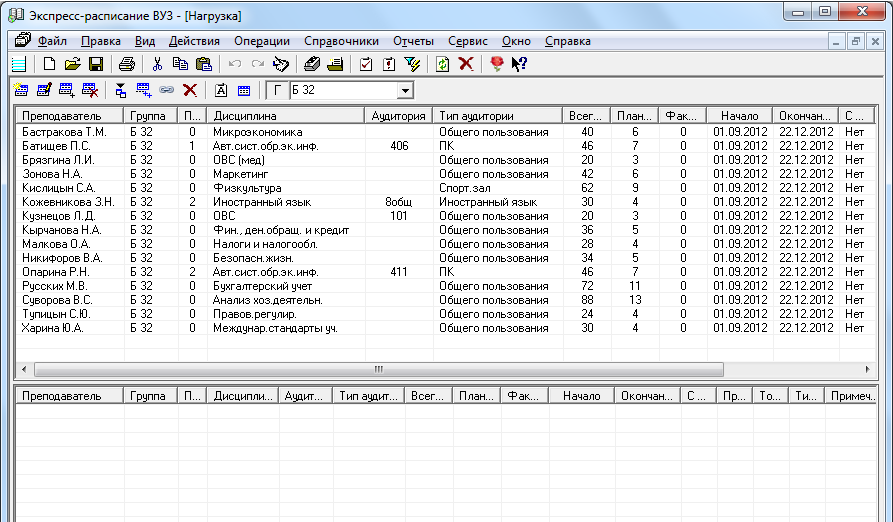 Экспресс-расписание ВУЗ - [Нагрузка]
Файл Правка Вид Действия Операции Справочники Отчеты Сервис Окно Справка
Г Б 32
Преподаватель Группа П... Дисциплина Аудитория Тип аудитории Всег... План... Фак... Начало Окончан... С ...
Бастракова Т.М. Б 32 0 Микроэкономика Общего пользования 40 6 0 01.09.2012 22.12.2012 Нет
Батищев П.С. Б 32 1 Авт.сист.обр.эк.инф. 406 ПК 46 7 0 01.09.2012 22.12.2012 Нет
Брязгина Л.И. Б 32 0 ОВС (мед) Общего пользования 20 3 0 01.09.2012 22.12.2012 Нет
Зонова Н.А. Б 32 0 Маркетинг Общего пользования 42 6 0 01.09.2012 22.12.2012 Нет
Кислицын С.А. Б 32 0 Физкультура Спорт.зал 62 9 0 01.09.2012 22.12.2012 Нет
Кожевникова З.Н. Б 32 2 Иностранный язык 8общ Иностранный язык 30 4 0 01.09.2012 22.12.2012 Нет
Кузнецов Л.Д. Б 32 0 ОВС 101 Общего пользования 20 3 0 01.09.2012 22.12.2012 Нет
Кырчанова Н.А. Б 32 0 Фин., ден.обращ. и кредит Общего пользования 36 5 0 01.09.2012 22.12.2012 Нет
Малкова О.А. Б 32 0 Налоги и налогообл. Общего пользования 28 4 0 01.09.2012 22.12.2012 Нет
Никифоров В.А. Б 32 0 Безопасн.жизн. Общего пользования 34 5 0 01.09.2012 22.12.2012 Нет
Опарина Р.Н. Б 32 2 Авт.сист.обр.эк.инф. 411 ПК 46 7 0 01.09.2012 22.12.2012 Нет
Русских М.В. Б 32 0 Бухгалтерский учет Общего пользования 72 11 0 01.09.2012 22.12.2012 Нет
Суворова В.С. Б 32 0 Анализ хоз.деятельн. Общего пользования 88 13 0 01.09.2012 22.12.2012 Нет
Тупицын С.Ю. Б 32 0 Правов.регулир. Общего пользования 24 4 0 01.09.2012 22.12.2012 Нет
Харина Ю.А. Б 32 0 Междунар.стандарты уч. Общего пользования 30 4 0 01.09.2012 22.12.2012 Нет
Преподаватель Группа П... Дисципли... Аудит... Тип аудит... Всег... План... Фак... Начало Окончан... С ... Пр... То... Ти... Примеч..